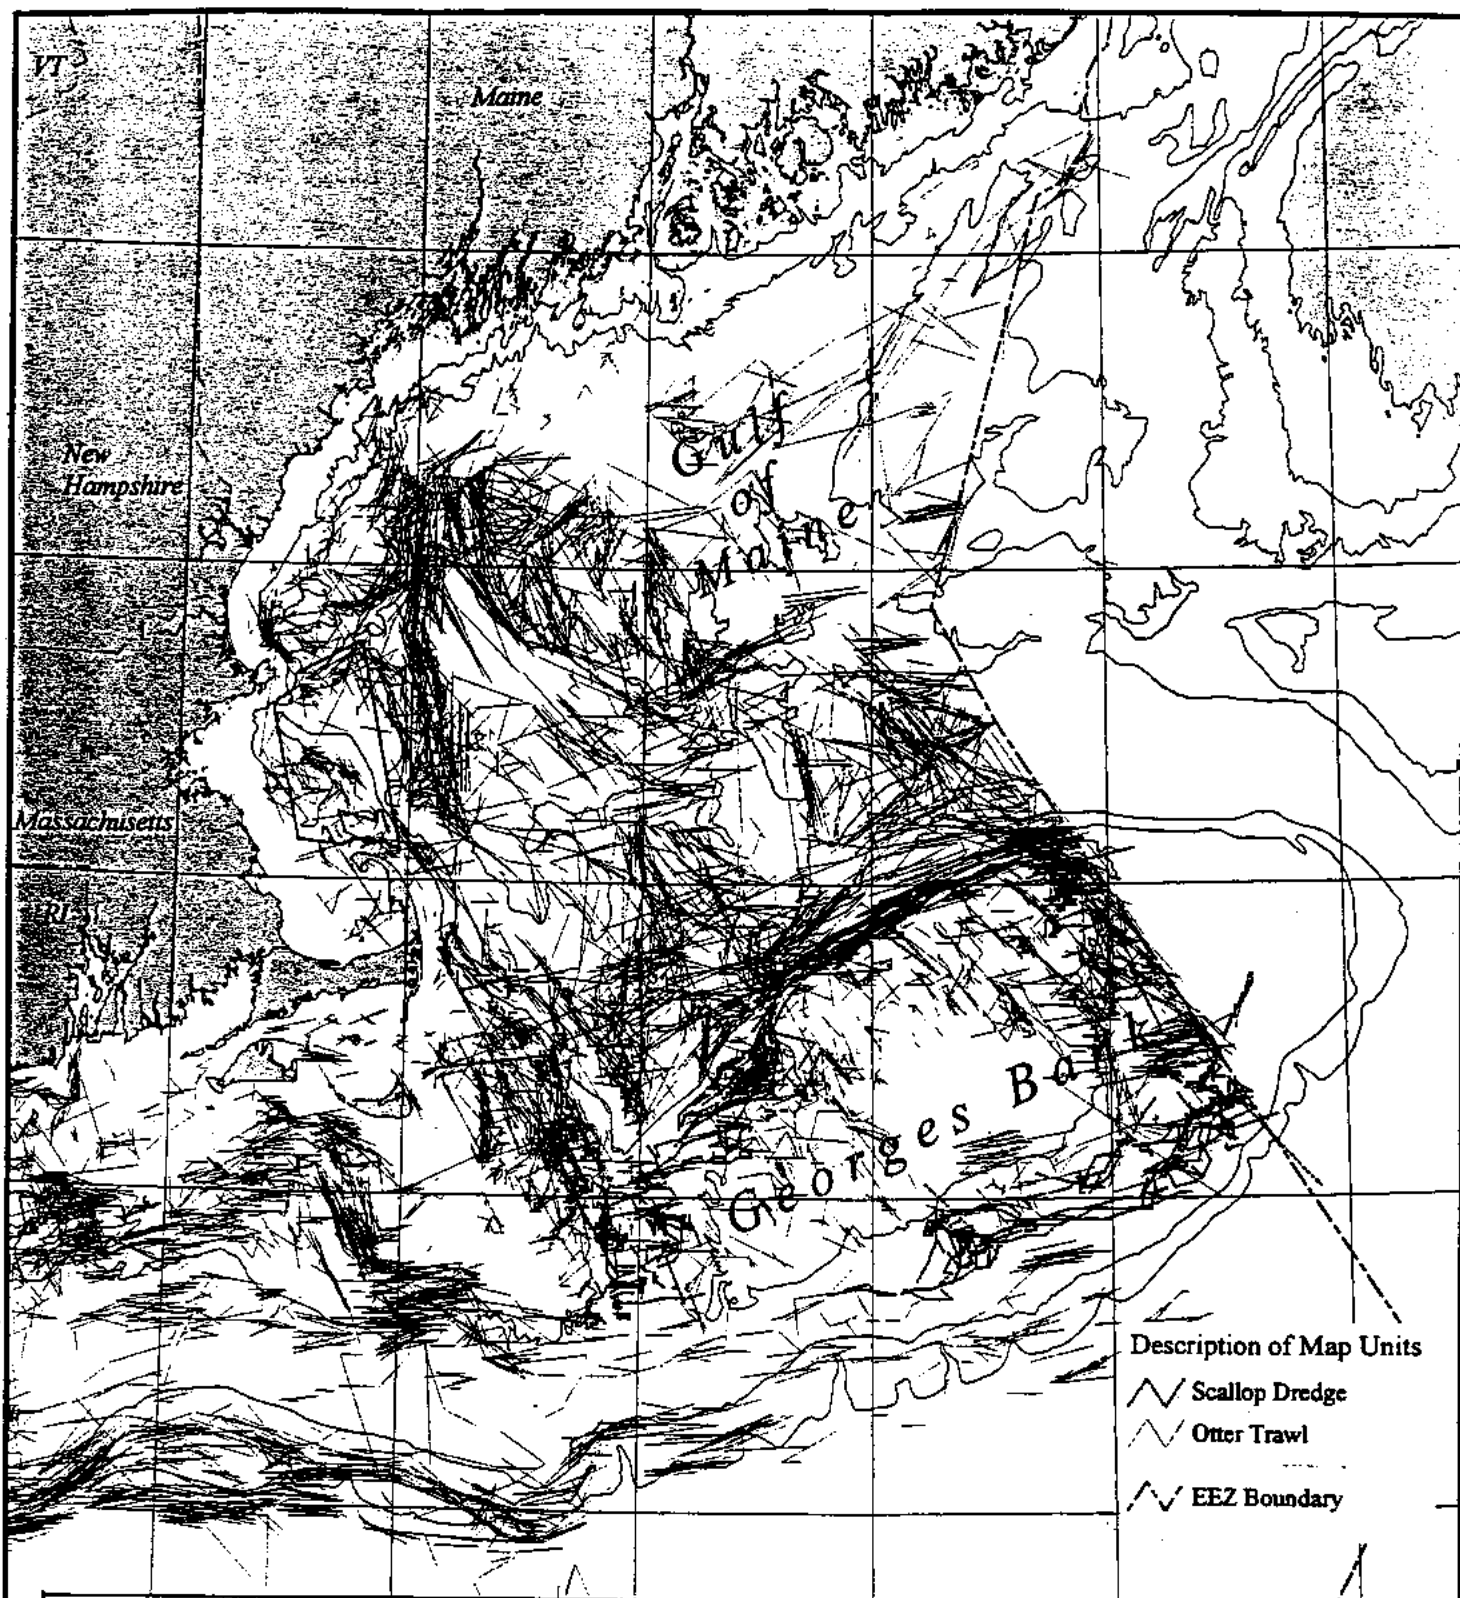 VT
Maine
Gulf
of
Maine
New
Hampshire
Massachusetts
RI
Georges Bank
Description of Map Units
Scallop Dredge
Otter Trawl
EEZ Boundary